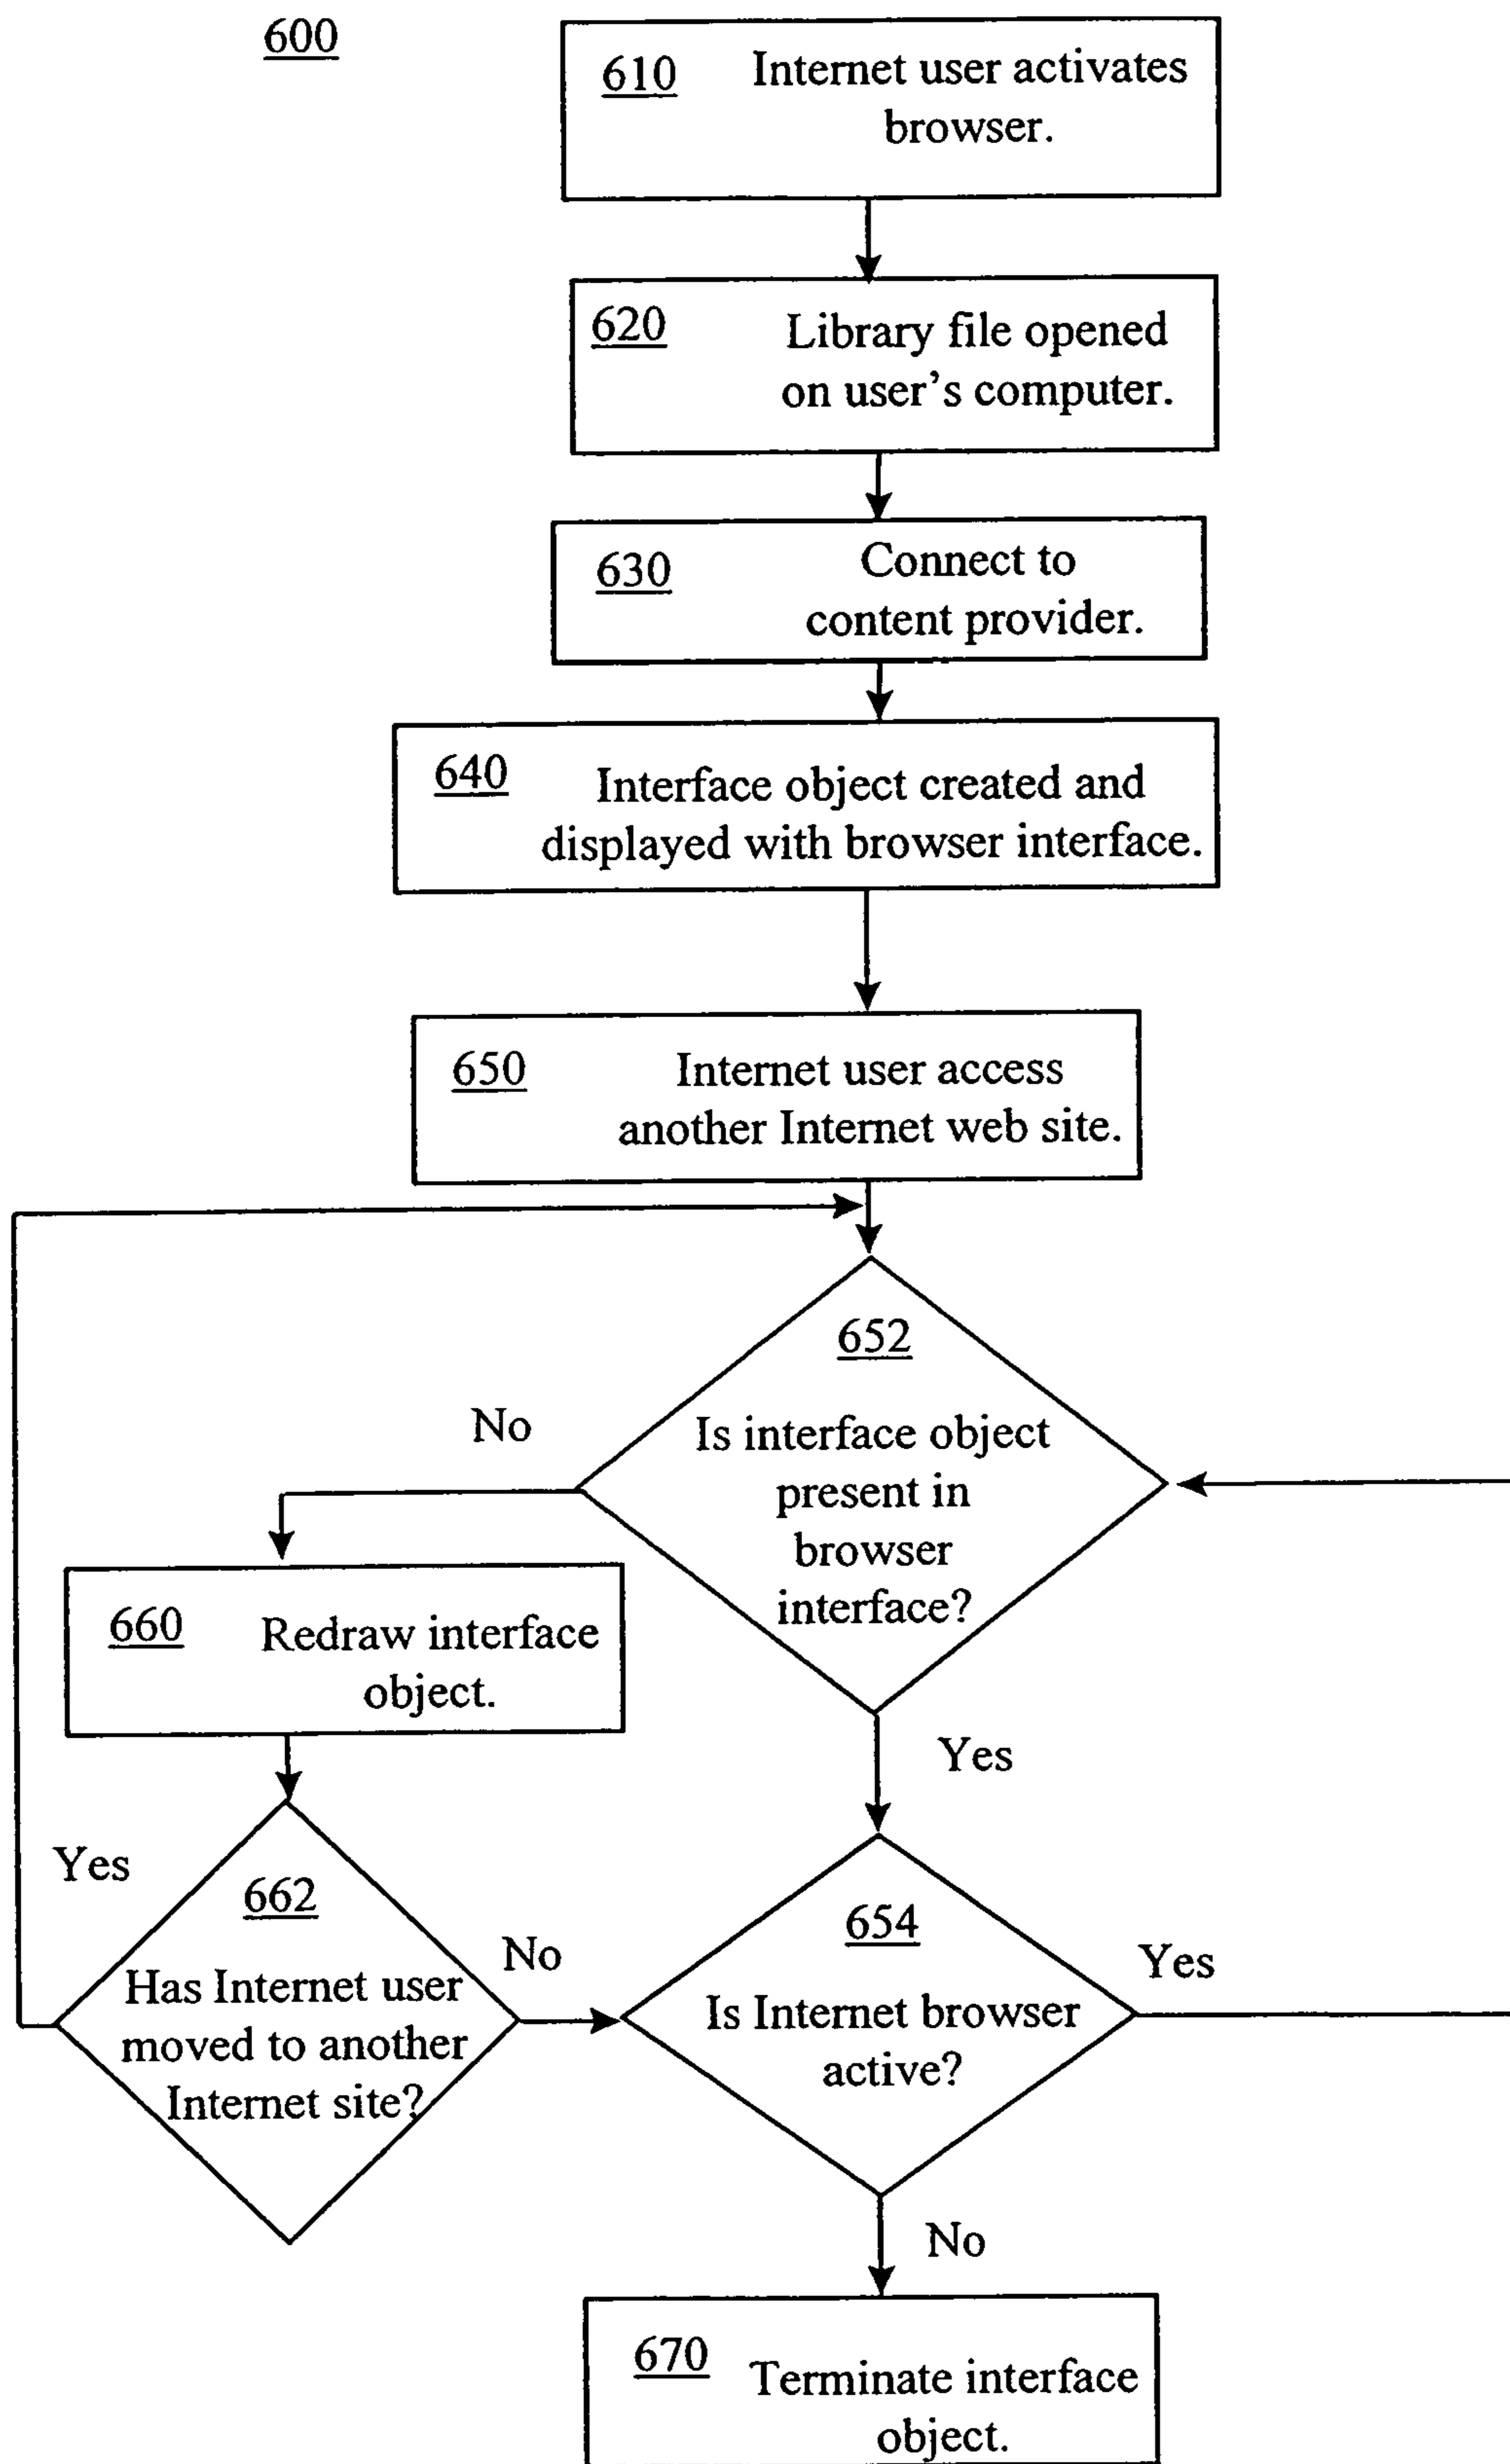 600
610 Internet user activates
browser.
620 Library file opened
on user's computer.
630 Connect to
content provider.
640 Interface object created and
displayed with browser interface.
650 Internet user access
another Internet web site.
652
No
Is interface object
present in
browser
interface?
660 Redraw interface
object.
Yes
Yes
662
654
No
Yes
Has Internet user
moved to another
Internet site?
Is Internet browser
active?
No
670 Terminate interface
object.